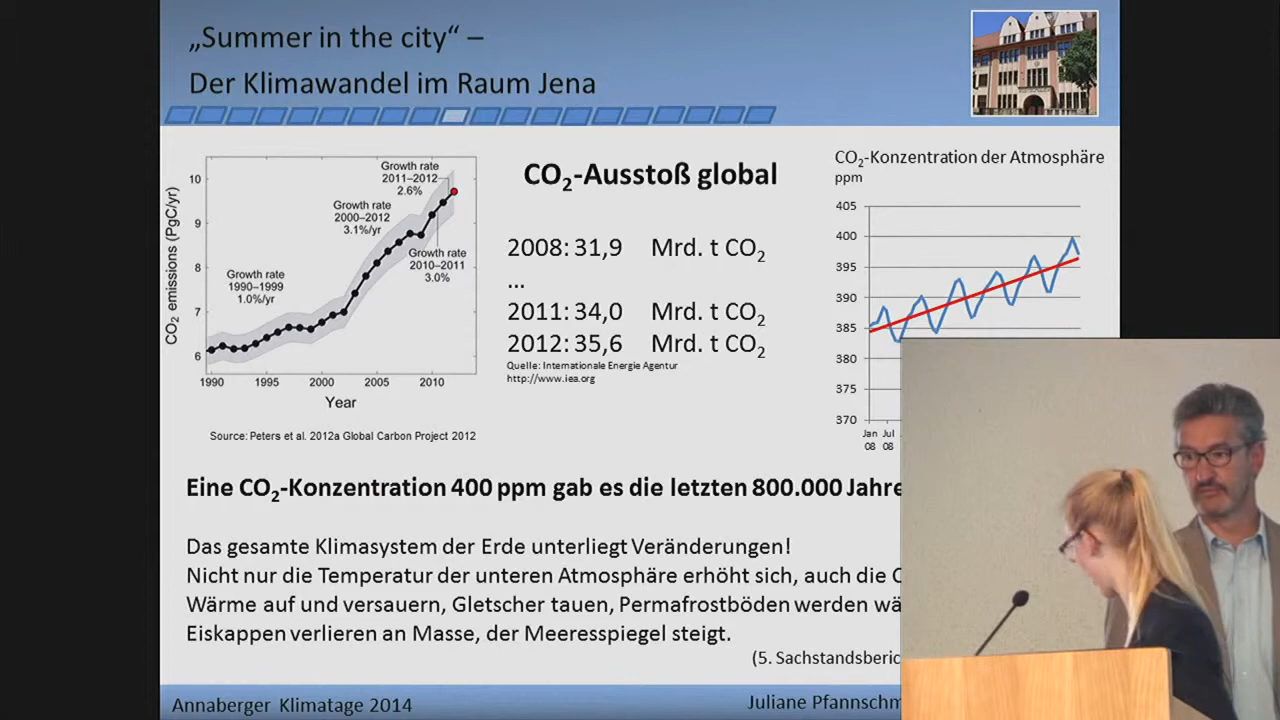 „Summer in the city“ –
Der Klimawandel im Raum Jena
CO2 emissions (PgC/yr)
10
9
8
7
6
Growth rate
2011–2012
2.6%
Growth rate
2000–2012
3.1%/yr
Growth rate
2010–2011
3.0%
Growth rate
1990–1999
1.0%/yr
1990 1995 2000 2005 2010
Year
Source: Peters et al. 2012a Global Carbon Project 2012
CO2-Ausstoß global
2008: 31,9 Mrd. t CO2
...
2011: 34,0 Mrd. t CO2
2012: 35,6 Mrd. t CO2
Quelle: Internationale Energie Agentur
http://www.iea.org
CO2-Konzentration der Atmosphäre
ppm
405
400
395
390
385
380
375
370
Jan Jul
08 08
Eine CO2-Konzentration 400 ppm gab es die letzten 800.000 Jahre
Das gesamte Klimasystem der Erde unterliegt Veränderungen!
Nicht nur die Temperatur der unteren Atmosphäre erhöht sich, auch die
Wärme auf und versauern, Gletscher tauen, Permafrostböden werden
Eiskappen verlieren an Masse, der Meeresspiegel steigt.
(5.
Annaberger Klimatage 2014
Juliane